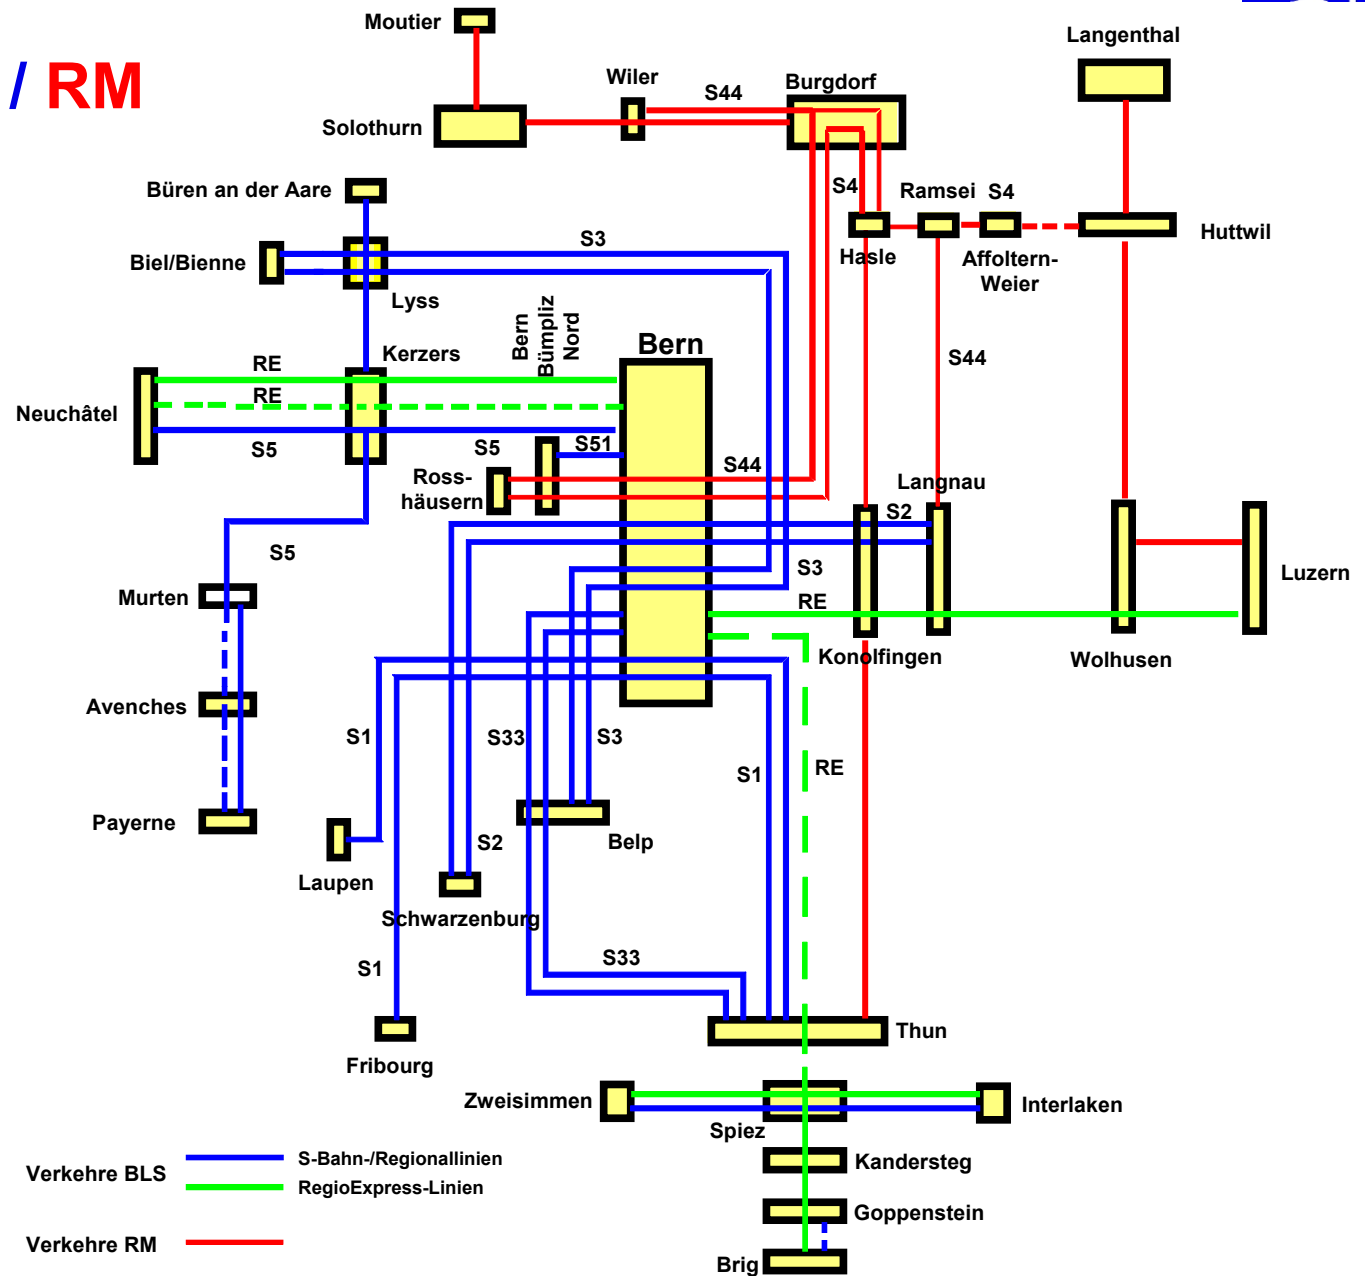 / RM
Moutier
Langenthal
Wiler
S44
Burgdorf
Solothurn
Büren an der Aare
S4
Ramsei
S4
S3
Huttwil
Biel/Bienne
Hasle
Affoltern-
Weier
Lyss
Bern
Bümpliz
Nord
Bern
Kerzers
RE
S44
RE
Neuchâtel
S5
S5
S51
S44
Ross-
häusern
Langnau
S2
S5
S3
Luzern
Murten
RE
Konolfingen
Wolhusen
Avenches
S1
S33
S3
S1
RE
Payerne
S2
Belp
Laupen
Schwarzenburg
S1
S33
Thun
Fribourg
Zweisimmen
Interlaken
Spiez
Verkehre BLS
S-Bahn-/Regionallinien
RegioExpress-Linien
Kandersteg
Goppenstein
Verkehre RM
Brig